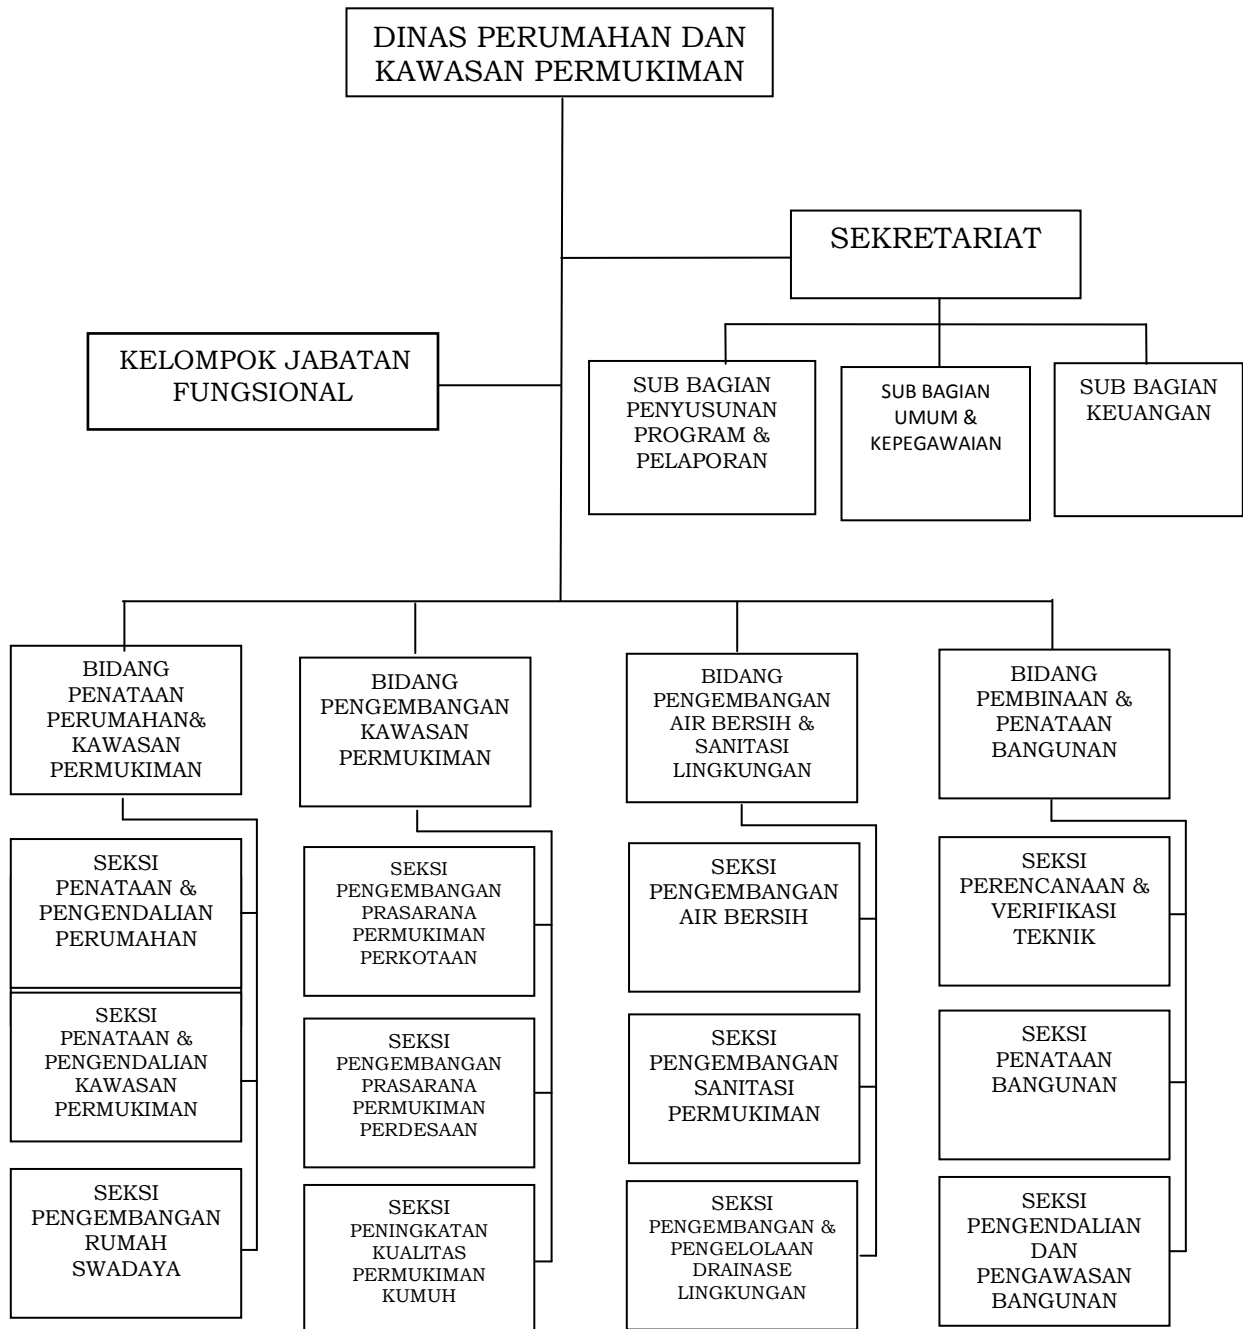 DINAS PERUMAHAN DAN
KAWASAN PERMUKIMAN
SEKRETARIAT
KELOMPOK JABATAN
FUNGSIONAL
SUB BAGIAN
PENYUSUNAN
PROGRAM &
PELAPORAN
SUB BAGIAN
UMUM &
KEPEGAWAIAN
SUB BAGIAN
KEUANGAN
BIDANG
PENATAAN
PERUMAHAN&
KAWASAN
PERMUKIMAN
BIDANG
PENGEMBANGAN
KAWASAN
PERMUKIMAN
BIDANG
PENGEMBANGAN
AIR BERSIH &
SANITASI
LINGKUNGAN
BIDANG
PEMBINAAN &
PENATAAN
BANGUNAN
SEKSI
PENATAAN &
PENGENDALIAN
PERUMAHAN
SEKSI
PENGEMBANGAN
PRASARANA
PERMUKIMAN
PERKOTAAN
SEKSI
PENGEMBANGAN
AIR BERSIH
SEKSI
PERENCANAAN &
VERIFIKASI
TEKNIK
SEKSI
PENATAAN &
PENGENDALIAN
KAWASAN
PERMUKIMAN
SEKSI
PENGEMBANGAN
PRASARANA
PERMUKIMAN
PERDESAAN
SEKSI
PENGEMBANGAN
SANITASI
PERMUKIMAN
SEKSI
PENATAAN
BANGUNAN
SEKSI
PENGEMBANGAN
RUMAH
SWADAYA
SEKSI
PENINGKATAN
KUALITAS
PERMUKIMAN
KUMUH
SEKSI
PENGEMBANGAN &
PENGELOLAAN
DRAINASE
LINGKUNGAN
SEKSI
PENGENDALIAN
DAN
PENGAWASAN
BANGUNAN